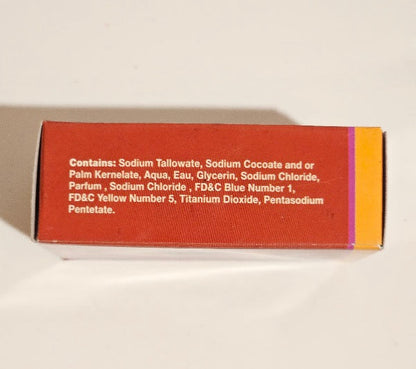 Contains: Sodium Tallowate, Sodium Cocoate and or
Palm Kernelate, Aqua, Eau, Glycerin, Sodium Chloride,
Parfum , Sodium Chloride , FD&C Blue Number 1,
FD&C Yellow Number 5, Titanium Dioxide, Pentasodium
Pentetate.